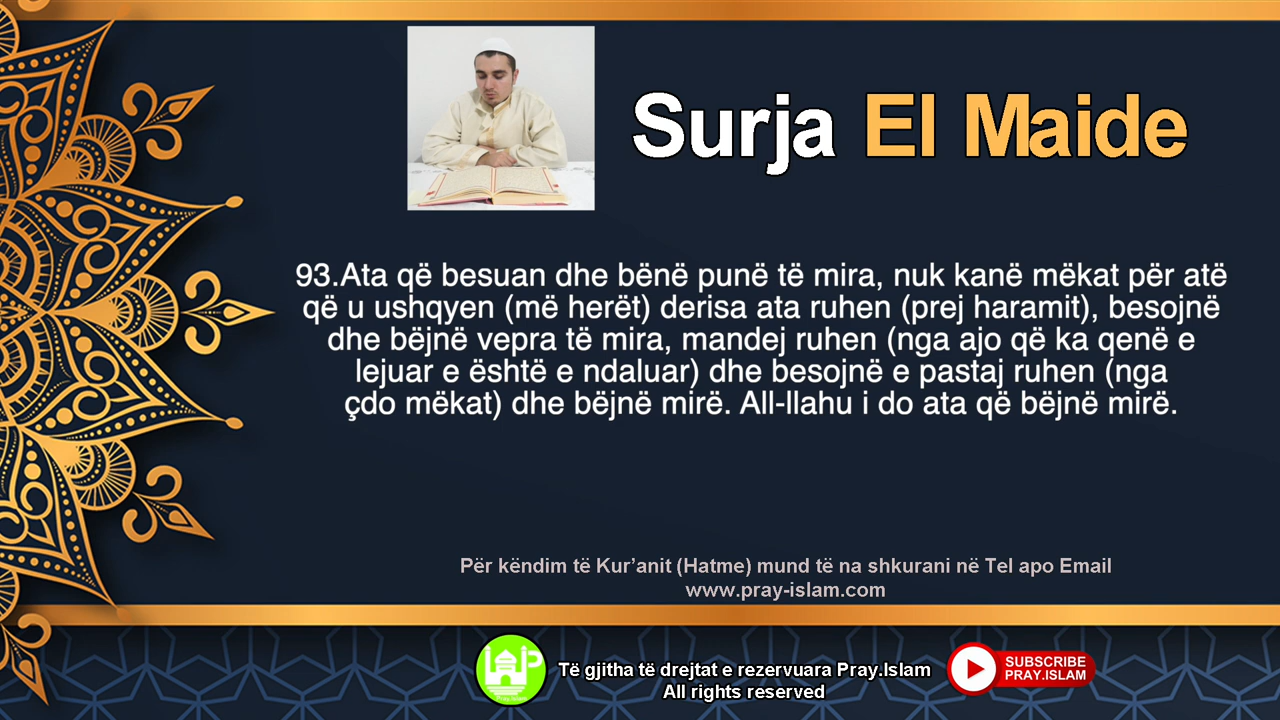 Surja El Maide
93.Ata që besuan dhe bënë punë të mira, nuk kanë mëkat për atë
që u ushqyen (më herët) derisa ata ruhen (prej haramit), besojnë
dhe bëjnë vepra të mira, mandej ruhen (nga ajo që ka qenë e
lejuar e është e ndaluar) dhe besojnë e pastaj ruhen (nga
çdo mëkat) dhe bëjnë mirë. All-llahu i do ata që bëjnë mirë.
Për këndim të Kur’anit (Hatme) mund të na shkurani në Tel apo Email
www.pray-islam.com
Pray.Islam
Të gjitha të drejtat e rezervuara Pray.Islam
All rights reserved
SUBSCRIBE
PRAY.ISLAM